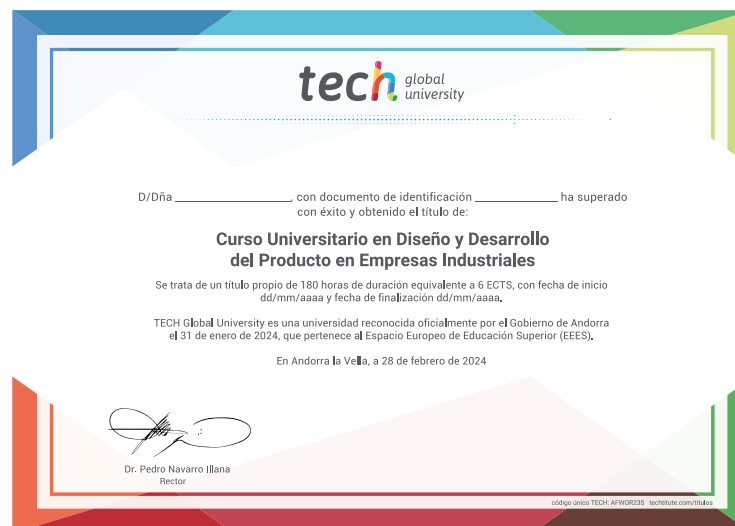 tech global
university
D/Dña ____________________, con documento de identificación ______________ ha superado
con éxito y obtenido el título de:
Curso Universitario en Diseño y Desarrollo
del Producto en Empresas Industriales
Se trata de un título propio de 180 horas de duración equivalente a 6 ECTS, con fecha de inicio
dd/mm/aaaa y fecha de finalización dd/mm/aaaa.
TECH Global University es una universidad reconocida oficialmente por el Gobierno de Andorra
el 31 de enero de 2024, que pertenece al Espacio Europeo de Educación Superior (EEES).
En Andorra la Vella, a 28 de febrero de 2024
Dr. Pedro Navarro Illana
Rector
código único TECH: AFWOR23S techtitute.com/titulos